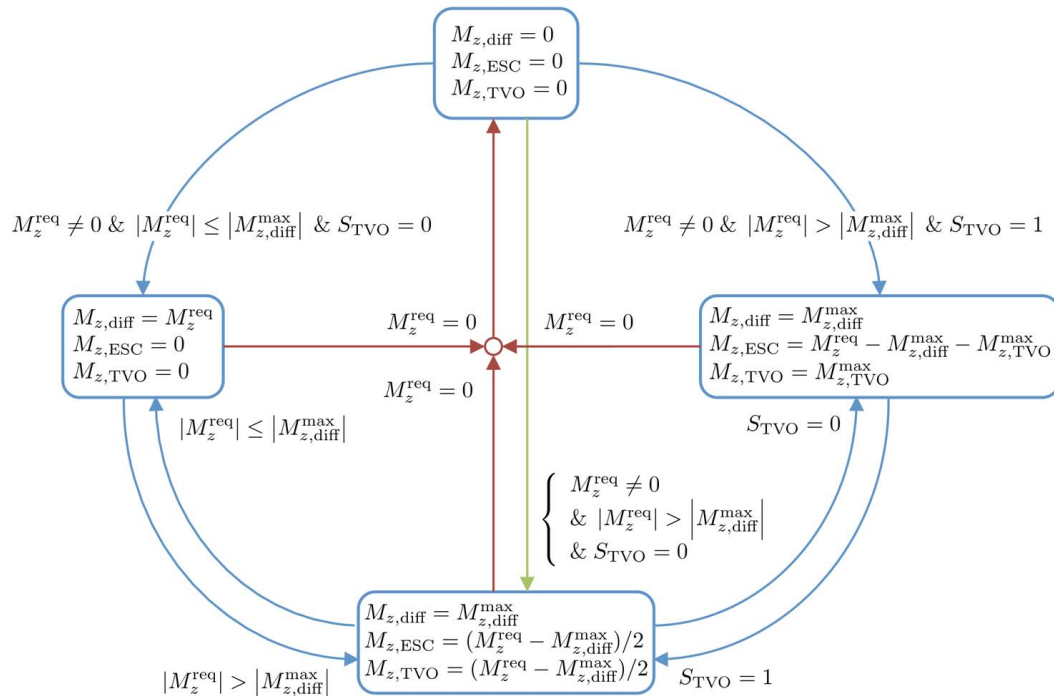 M_{z,diff} = 0
M_{z,ESC} = 0
M_{z,TVO} = 0
M_z^{req} ≠ 0 & |M_z^{req}| ≤ |M_{z,diff}^{max}| & S_{TVO} = 0
M_z^{req} ≠ 0 & |M_z^{req}| > |M_{z,diff}^{max}| & S_{TVO} = 1
M_{z,diff} = M_z^{req}
M_{z,ESC} = 0
M_{z,TVO} = 0
M_z^{req} = 0
M_z^{req} = 0
M_z^{req} = 0
M_{z,diff} = M_{z,diff}^{max}
M_{z,ESC} = M_z^{req} − M_{z,diff}^{max} − M_{z,TVO}^{max}
M_{z,TVO} = M_{z,TVO}^{max}
|M_z^{req}| ≤ |M_{z,diff}^{max}|
S_{TVO} = 0
M_z^{req} ≠ 0
& |M_z^{req}| > |M_{z,diff}^{max}|
& S_{TVO} = 0
M_{z,diff} = M_{z,diff}^{max}
M_{z,ESC} = (M_z^{req} − M_{z,diff}^{max})/2
M_{z,TVO} = (M_z^{req} − M_{z,diff}^{max})/2
|M_z^{req}| > |M_{z,diff}^{max}|
S_{TVO} = 1